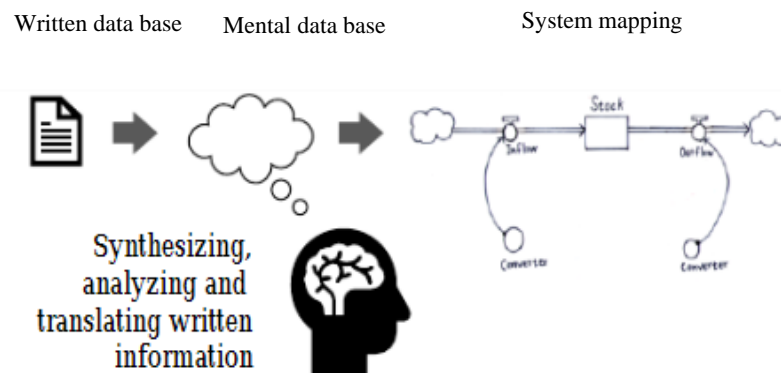 Written data base
Mental data base
System mapping
Stock
Inflow
Outflow
Converter
Converter
Synthesizing,
analyzing and
translating written
information